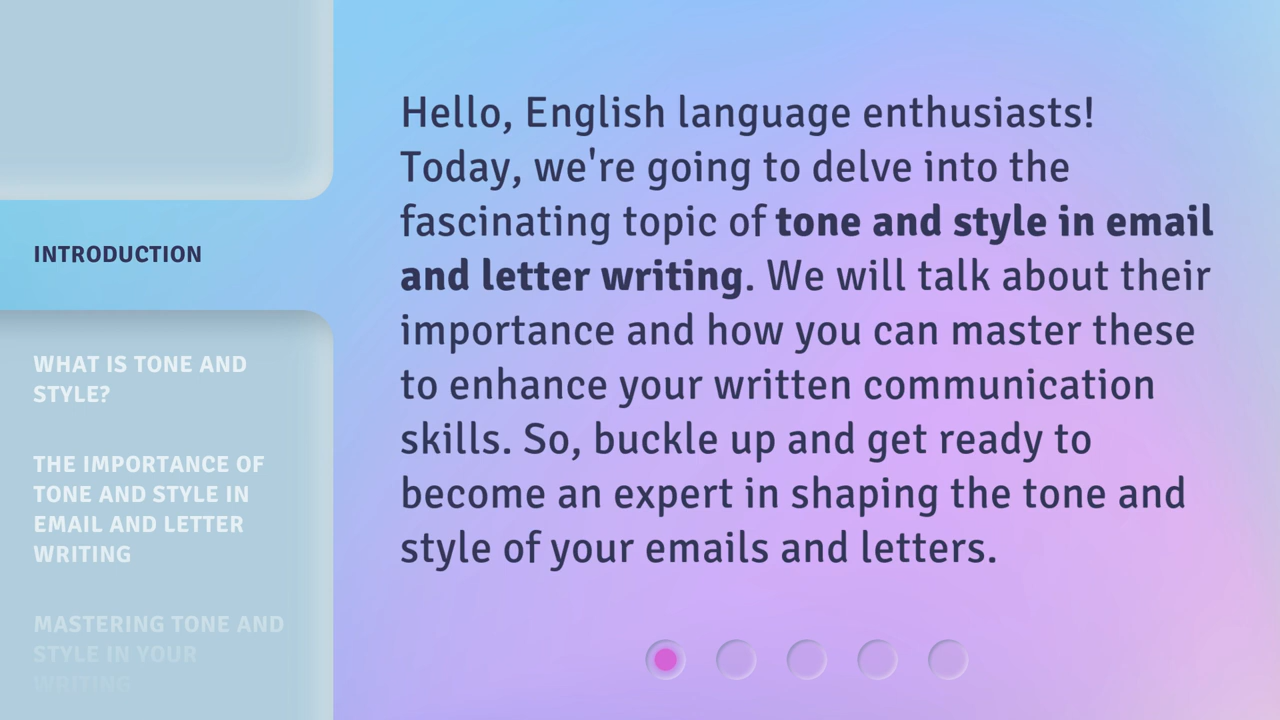 INTRODUCTION
WHAT IS TONE AND
STYLE?
THE IMPORTANCE OF
TONE AND STYLE IN
EMAIL AND LETTER
WRITING
MASTERING TONE AND
STYLE IN YOUR
WRITING
Hello, English language enthusiasts!
Today, we're going to delve into the
fascinating topic of tone and style in email
and letter writing. We will talk about their
importance and how you can master these
to enhance your written communication
skills. So, buckle up and get ready to
become an expert in shaping the tone and
style of your emails and letters.